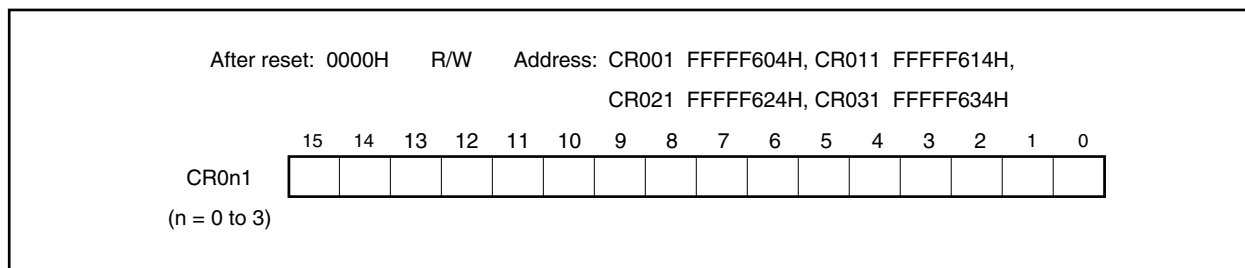 After reset: 0000H R/W Address: CR001 FFFFF604H, CR011 FFFFF614H,
CR021 FFFFF624H, CR031 FFFFF634H
15 14 13 12 11 10 9 8 7 6 5 4 3 2 1 0
CR0n1
(n = 0 to 3)